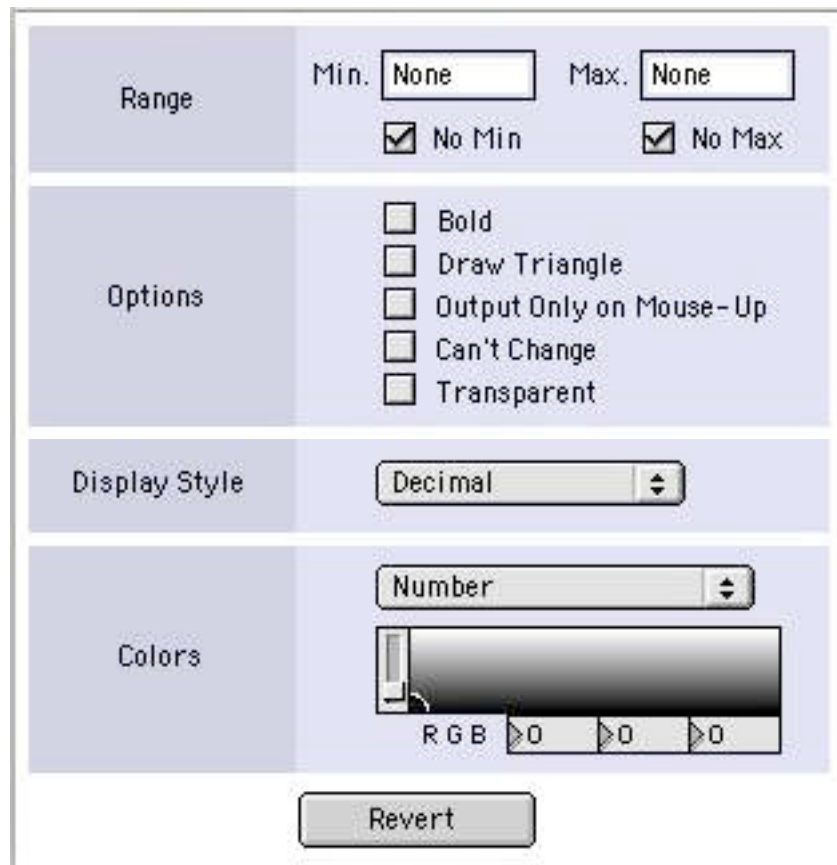 Range
Min. None Max. None
No Min No Max
Options
Bold
Draw Triangle
Output Only on Mouse-Up
Can't Change
Transparent
Display Style
Decimal
Colors
Number
R G B 0 0 0
Revert